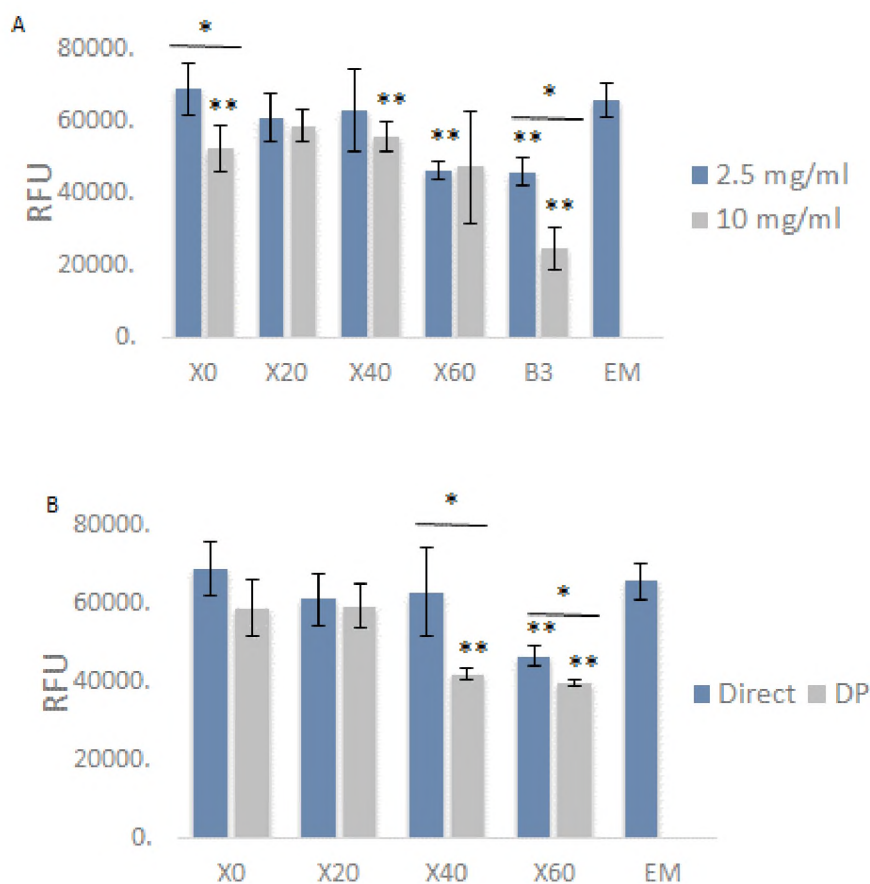 A
*
80000.
**
**
*
60000.
**
**
**
RFU
40000.
20000.
0.
X0 X20 X40 X60 B3 EM
2.5 mg/ml
10 mg/ml
B
*
80000.
*
60000.
**
**
**
RFU
40000.
20000.
0.
X0 X20 X40 X60 EM
Direct DP